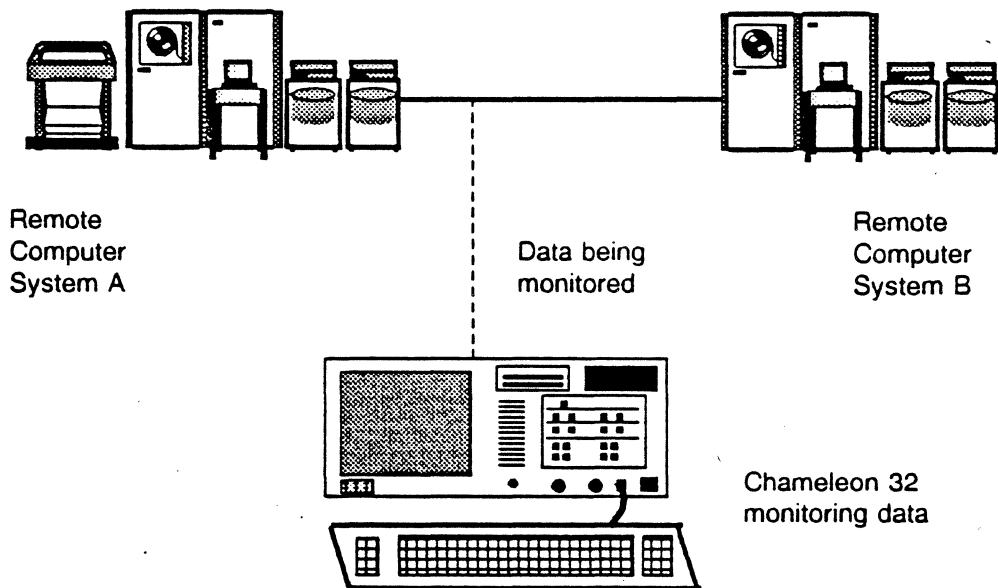 Remote
Computer
System A
Data being
monitored
Remote
Computer
System B
Chameleon 32
monitoring data